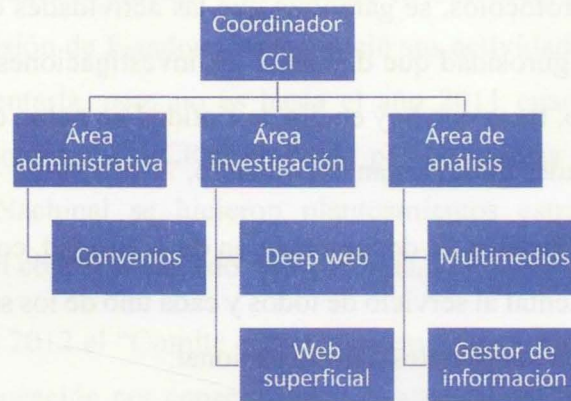 Coordinador
CCI
Área
administrativa
Área
investigación
Área de
análisis
Convenios
Deep web
Multimedios
Web
superficial
Gestor de
información